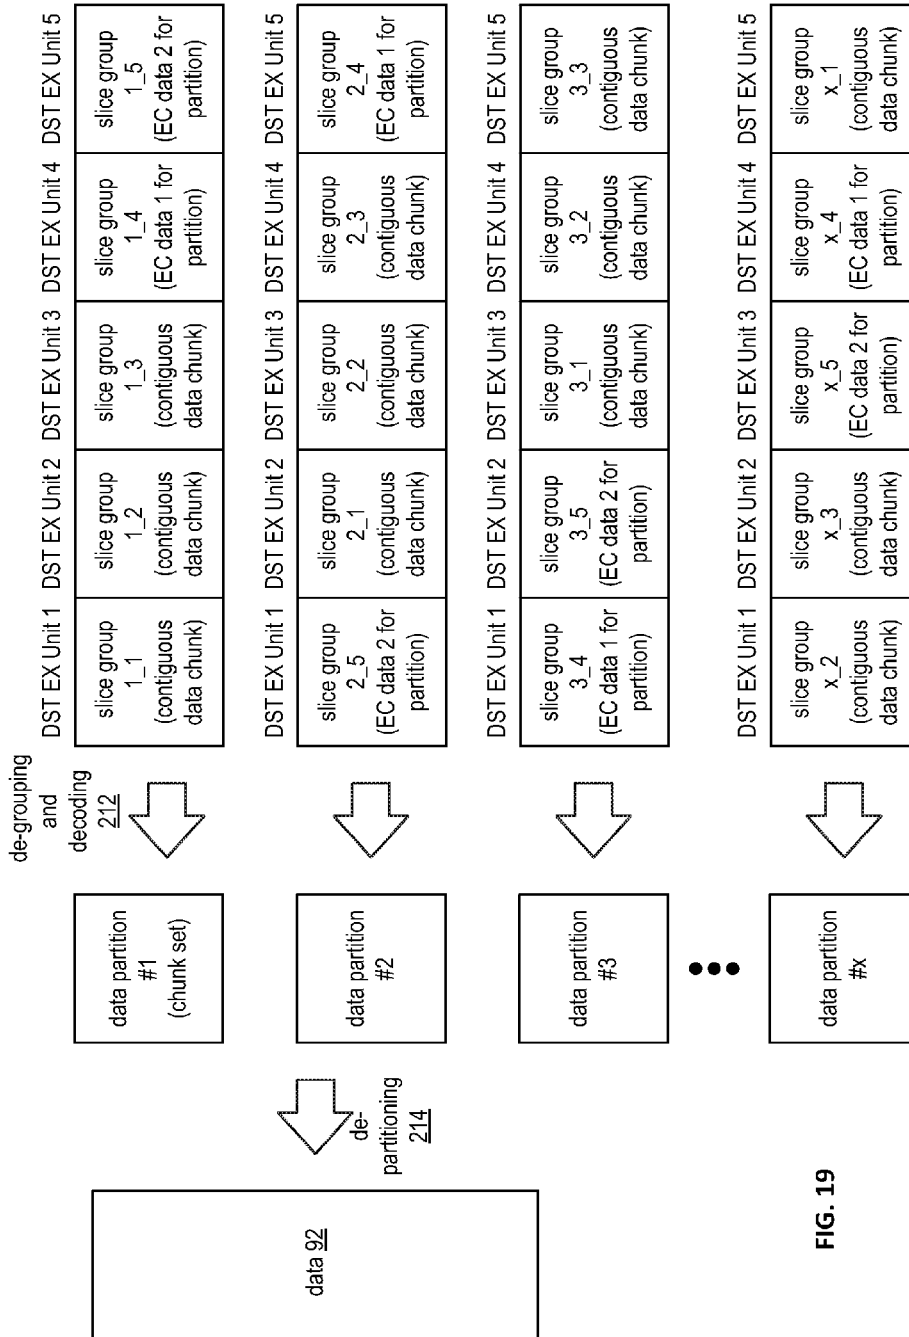 data 92
de-
partitioning
214
de-grouping
and
decoding
212
data partition
#1
(chunk set)
DST EX Unit 1
slice group
1_1
(contiguous
data chunk)
DST EX Unit 2
slice group
1_2
(contiguous
data chunk)
DST EX Unit 3
slice group
1_3
(contiguous
data chunk)
DST EX Unit 4
slice group
1_4
(EC data 1 for
partition)
DST EX Unit 5
slice group
1_5
(EC data 2 for
partition)
data partition
#2
DST EX Unit 1
slice group
2_5
(EC data 2 for
partition)
DST EX Unit 2
slice group
2_1
(contiguous
data chunk)
DST EX Unit 3
slice group
2_2
(contiguous
data chunk)
DST EX Unit 4
slice group
2_3
(contiguous
data chunk)
DST EX Unit 5
slice group
2_4
(EC data 1 for
partition)
data partition
#3
DST EX Unit 1
slice group
3_4
(EC data 1 for
partition)
DST EX Unit 2
slice group
3_5
(EC data 2 for
partition)
DST EX Unit 3
slice group
3_1
(contiguous
data chunk)
DST EX Unit 4
slice group
3_2
(contiguous
data chunk)
DST EX Unit 5
slice group
3_3
(contiguous
data chunk)
data partition
#x
DST EX Unit 1
slice group
x_2
(contiguous
data chunk)
DST EX Unit 2
slice group
x_3
(contiguous
data chunk)
DST EX Unit 3
slice group
x_5
(EC data 2 for
partition)
DST EX Unit 4
slice group
x_4
(EC data 1 for
partition)
DST EX Unit 5
slice group
x_1
(contiguous
data chunk)
FIG. 19